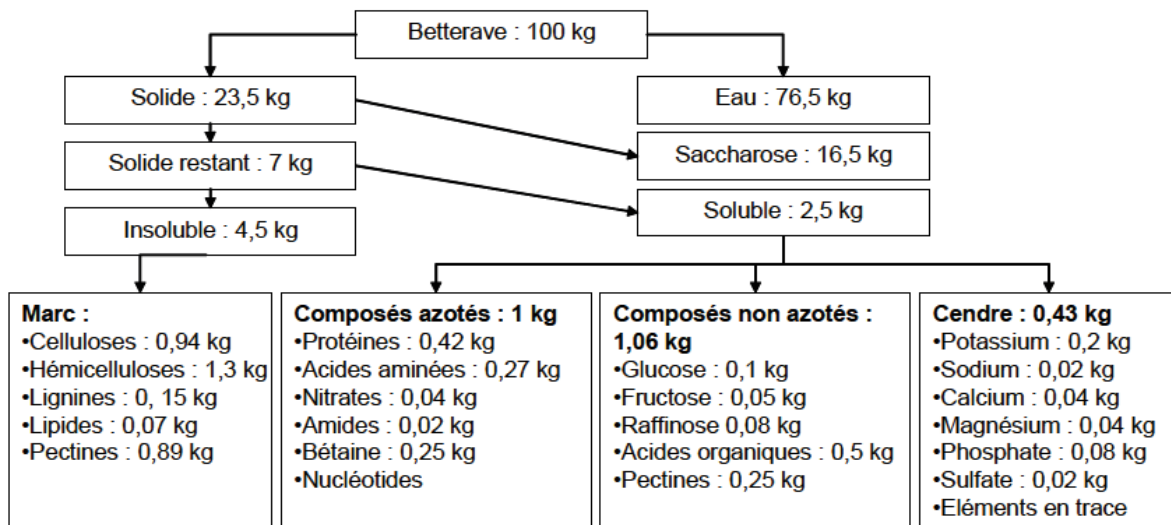 Betterave : 100 kg
Solide : 23,5 kg
Eau : 76,5 kg
Saccharose : 16,5 kg
Solide restant : 7 kg
Soluble : 2,5 kg
Insoluble : 4,5 kg
Marc :
•Celluloses : 0,94 kg
•Hémicelluloses : 1,3 kg
•Lignines : 0, 15 kg
•Lipides : 0,07 kg
•Pectines : 0,89 kg
Composés azotés : 1 kg
•Protéines : 0,42 kg
•Acides aminées : 0,27 kg
•Nitrates : 0,04 kg
•Amides : 0,02 kg
•Bétaine : 0,25 kg
•Nucléotides
Composés non azotés :
1,06 kg
•Glucose : 0,1 kg
•Fructose : 0,05 kg
•Raffinose 0,08 kg
•Acides organiques : 0,5 kg
•Pectines : 0,25 kg
Cendre : 0,43 kg
•Potassium : 0,2 kg
•Sodium : 0,02 kg
•Calcium : 0,04 kg
•Magnésium : 0,04 kg
•Phosphate : 0,08 kg
•Sulfate : 0,02 kg
•Eléments en trace